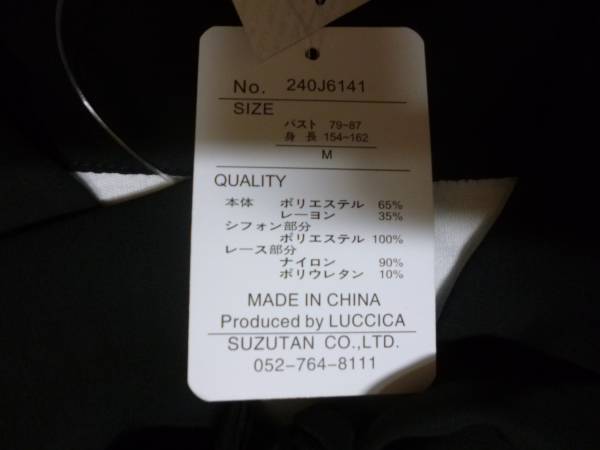 No. 240J6141
SIZE
バスト 79-87
身長 154-162
M
QUALITY
本体 ポリエステル 65%
レーヨン 35%
シフォン部分
ポリエステル 100%
レース部分
ナイロン 90%
ポリウレタン 10%
MADE IN CHINA
Produced by LUCCICA
SUZUTAN CO.,LTD.
052-764-8111